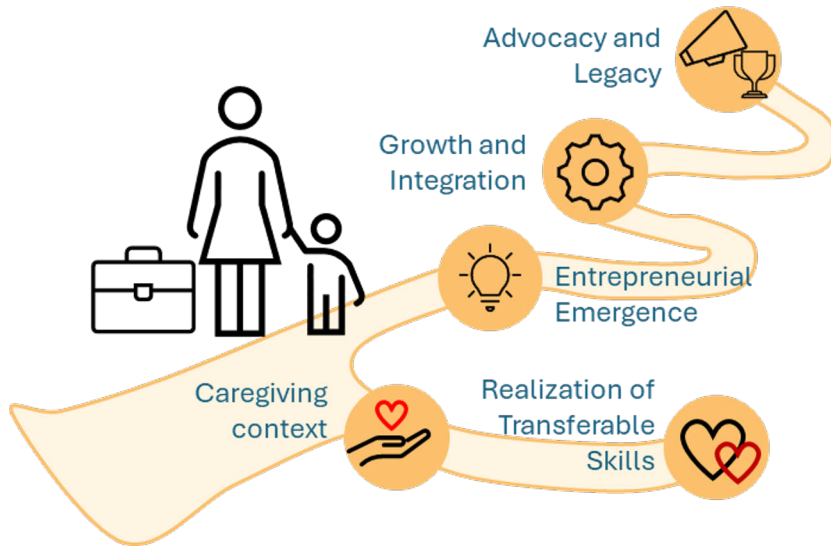 Advocacy and
Legacy
Growth and
Integration
Entrepreneurial
Emergence
Caregiving
context
Realization of
Transferable
Skills